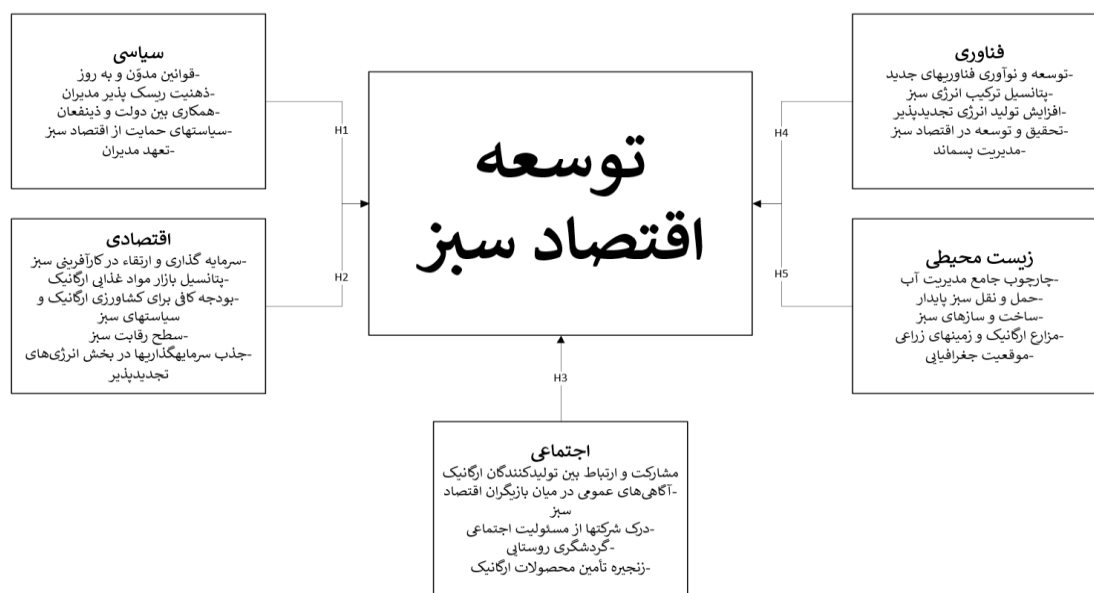 سیاسی
-قوانین مدوّن و به روز
-ذهنیت ریسک پذیر مدیران
-همکاری بین دولت و ذینفعان
-سیاستهای حمایت از اقتصاد سبز
-تعهد مدیران
H1
اقتصادی
-سرمایه گذاری و ارتقاء در کارآفرینی سبز
-پتانسیل بازار مواد غذایی ارگانیک
-بودجه کافی برای کشاورزی ارگانیک و
سیاستهای سبز
-سطح رقابت سبز
-جذب سرمایهگذاریها در بخش انرژی‌های
تجدیدپذیر
H2
توسعه
اقتصاد سبز
فناوری
-توسعه و نوآوری فناوریهای جدید
-پتانسیل ترکیب انرژی سبز
-افزایش تولید انرژی تجدیدپذیر
-تحقیق و توسعه در اقتصاد سبز
-مدیریت پسماند
H4
زیست محیطی
-چارچوب جامع مدیریت آب
-حمل و نقل سبز پایدار
-ساخت و سازهای سبز
-مزارع ارگانیک و زمینهای زراعی
-موقعیت جغرافیایی
H5
H3
اجتماعی
مشارکت و ارتباط بین تولیدکنندگان ارگانیک
-آگاهی‌های عمومی در میان بازیگران اقتصاد
سبز
-درک شرکتها از مسئولیت اجتماعی
-گردشگری روستایی
-زنجیره تأمین محصولات ارگانیک